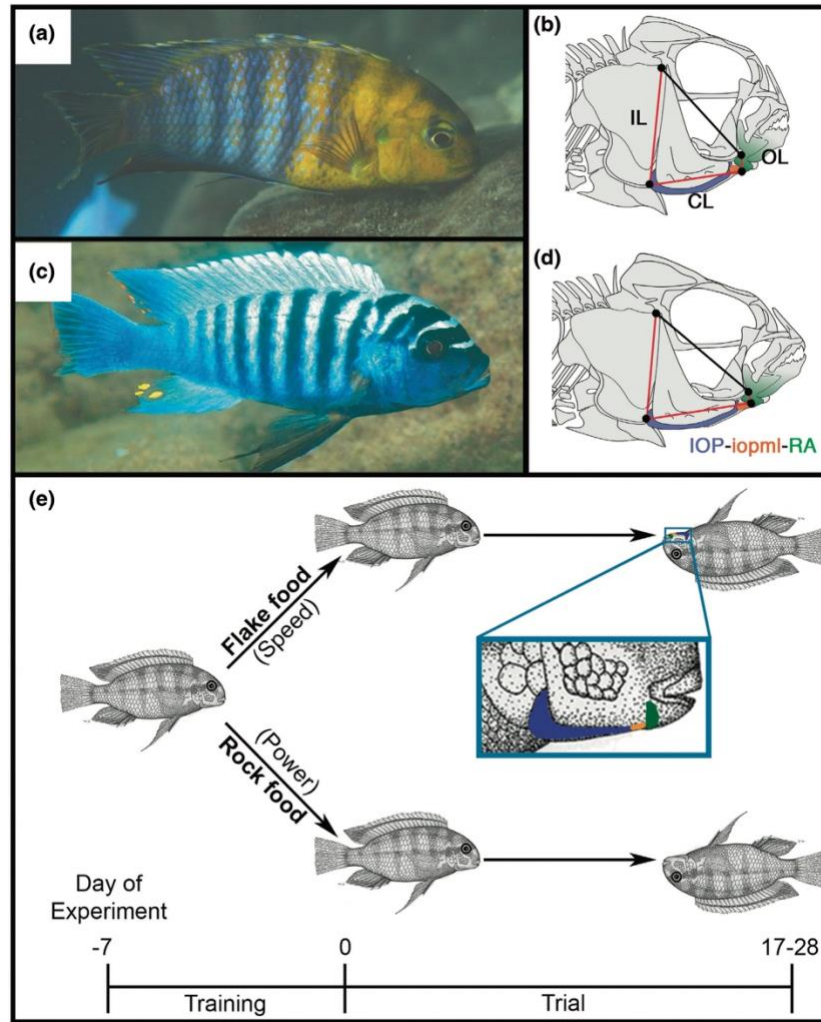 (a)
(b)
IL
OL
CL
(c)
(d)
IOP-iopml-RA
(e)
Flake food
(Speed)
(Power)
Rock food
Day of
Experiment
-7
0
17-28
Training
Trial